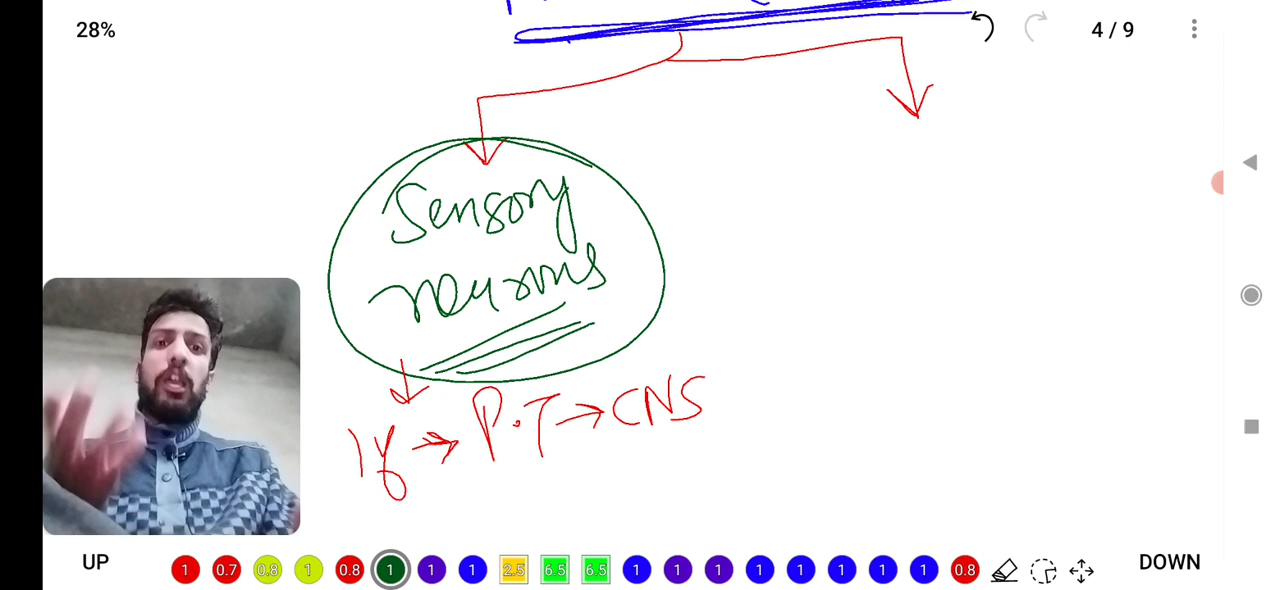 28%
4 / 9
Sensory
neurons
If → P.T → CNS
UP
1 0.7 0.8 1 0.8 1 1 1 2.5 6.5 6.5 1 1 1 1 1 1 1 1 0.8
DOWN